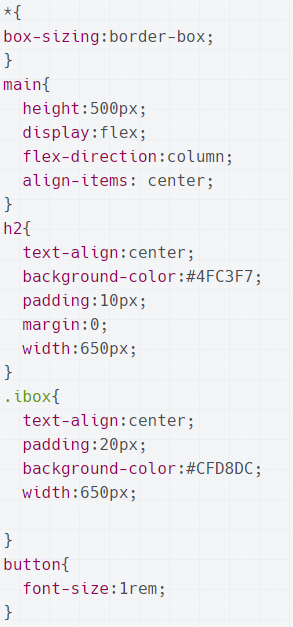 *{
box-sizing:border-box;
}
main{
  height:500px;
  display:flex;
  flex-direction:column;
  align-items: center;
}
h2{
  text-align:center;
  background-color:#4FC3F7;
  padding:10px;
  margin:0;
  width:650px;
}
.ibox{
  text-align:center;
  padding:20px;
  background-color:#CFD8DC;
  width:650px;

}
button{
  font-size:1rem;
}